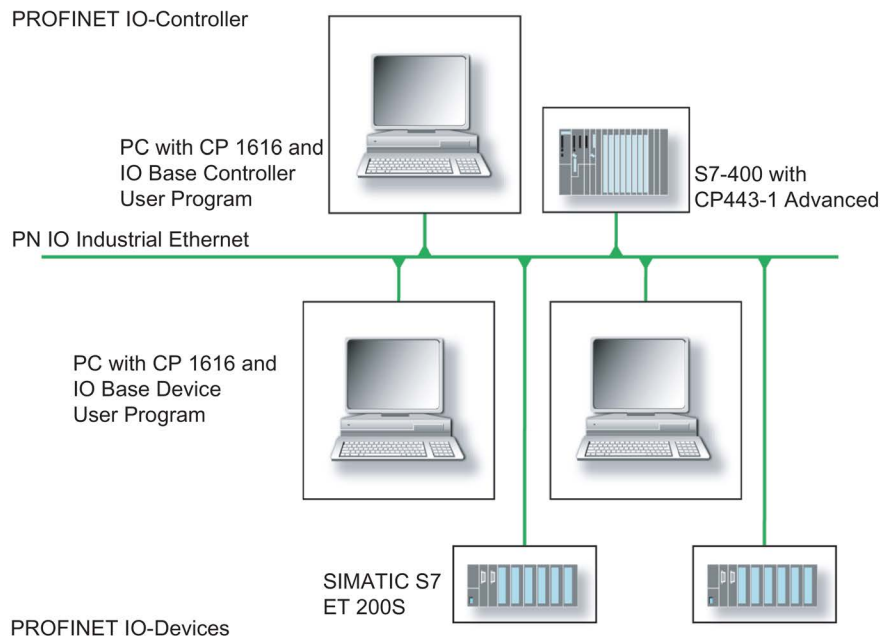 PROFINET IO-Controller
PC with CP 1616 and
IO Base Controller
User Program
S7-400 with
CP443-1 Advanced
PN IO Industrial Ethernet
PC with CP 1616 and
IO Base Device
User Program
SIMATIC S7
ET 200S
PROFINET IO-Devices